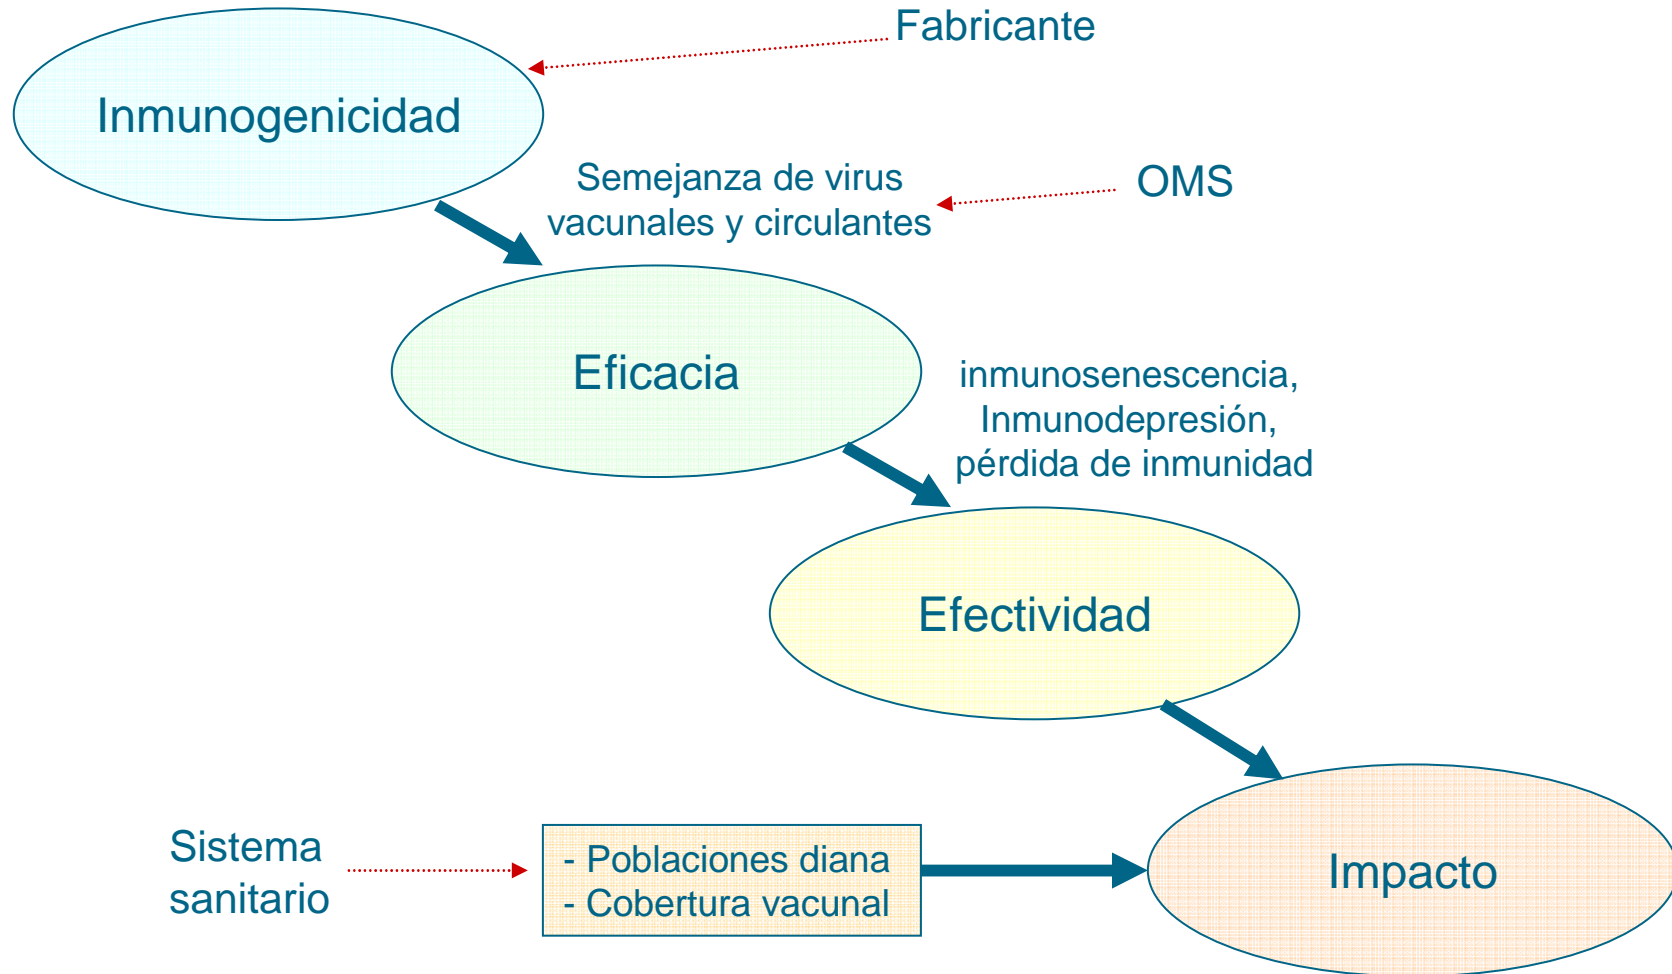 Fabricante
Inmunogenicidad
Semejanza de virus
vacunales y circulantes
OMS
Eficacia
inmunosenescencia,
Inmunodepresión,
pérdida de inmunidad
Efectividad
Sistema
sanitario
- Poblaciones diana
- Cobertura vacunal
Impacto